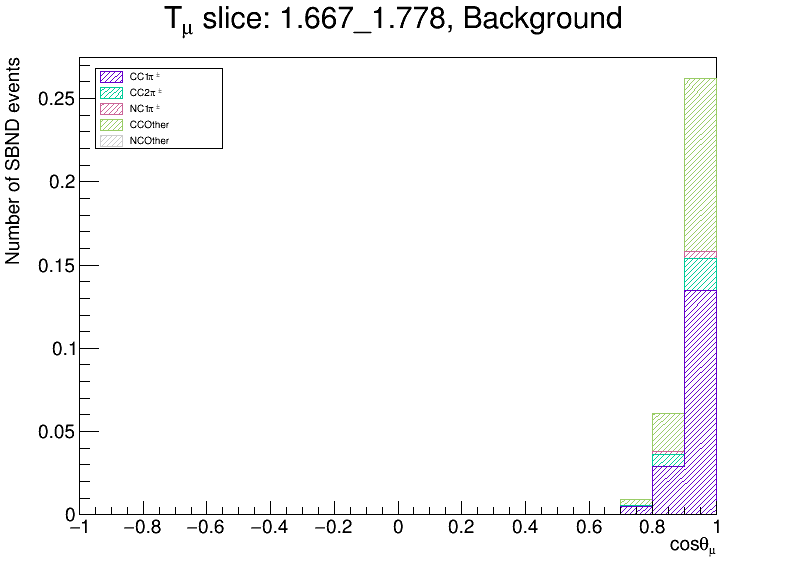 Tμ slice: 1.667_1.778, Background
Number of SBND events
CC1π ±
CC2π ±
NC1π ±
CCOther
NCOther
0.25
0.2
0.15
0.1
0.05
0
−1 −0.8 −0.6 −0.4 −0.2 0 0.2 0.4 0.6 0.8 1
cosθμ